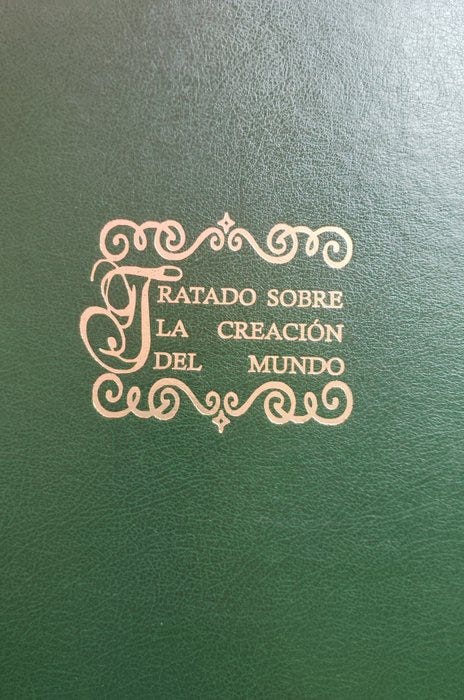 TRATADO SOBRE
LA CREACIÓN
DEL MUNDO